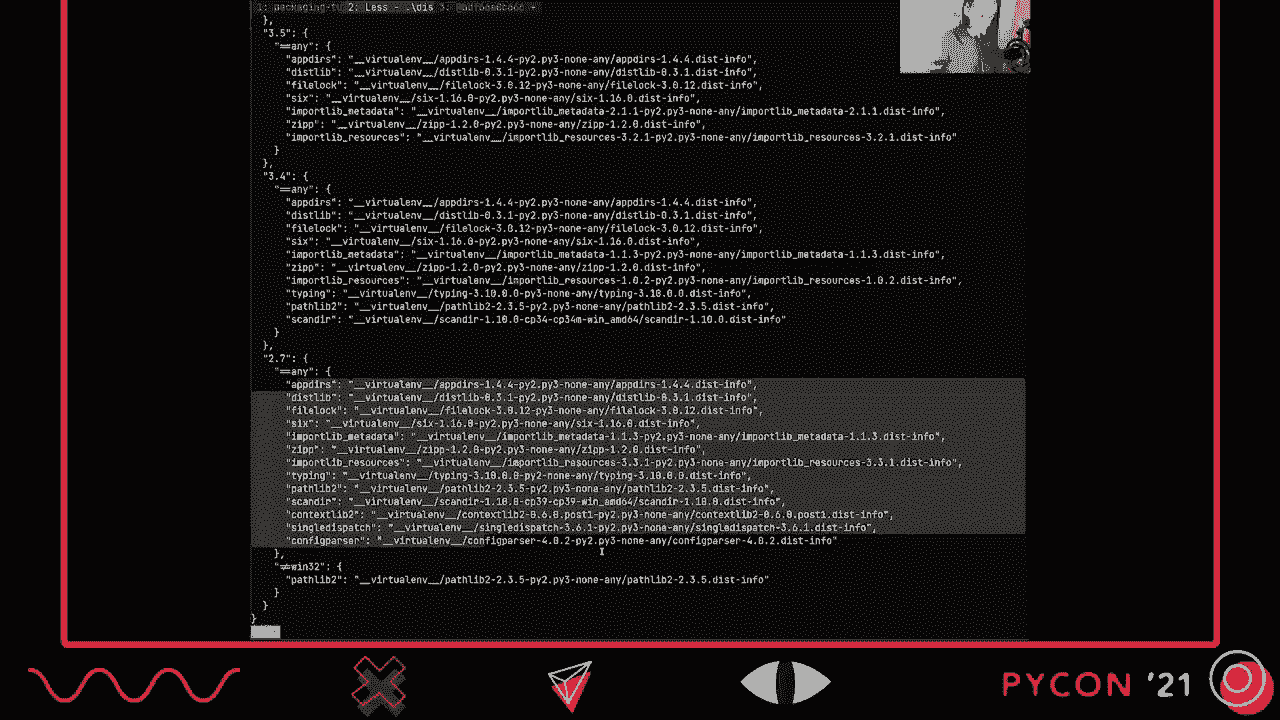 2: Less - .\dis
},
"3.5": {
"==any": {
"appdirs": "__virtualenv__/appdirs-1.4.4-py2.py3-none-any/appdirs-1.4.4.dist-info",
"distlib": "__virtualenv__/distlib-0.3.1-py2.py3-none-any/distlib-0.3.1.dist-info",
"filelock": "__virtualenv__/filelock-3.0.12-py3-none-any/filelock-3.0.12.dist-info",
"six": "__virtualenv__/six-1.16.0-py2.py3-none-any/six-1.16.0.dist-info",
"importlib_metadata": "__virtualenv__/importlib_metadata-2.1.1-py2.py3-none-any/importlib_metadata-2.1.1.dist-info",
"zipp": "__virtualenv__/zipp-1.2.0-py2.py3-none-any/zipp-1.2.0.dist-info",
"importlib_resources": "__virtualenv__/importlib_resources-3.2.1-py2.py3-none-any/importlib_resources-3.2.1.dist-info"
}
},
"3.4": {
"==any": {
"appdirs": "__virtualenv__/appdirs-1.4.4-py2.py3-none-any/appdirs-1.4.4.dist-info",
"distlib": "__virtualenv__/distlib-0.3.1-py2.py3-none-any/distlib-0.3.1.dist-info",
"filelock": "__virtualenv__/filelock-3.0.12-py3-none-any/filelock-3.0.12.dist-info",
"six": "__virtualenv__/six-1.16.0-py2.py3-none-any/six-1.16.0.dist-info",
"importlib_metadata": "__virtualenv__/importlib_metadata-1.1.3-py2.py3-none-any/importlib_metadata-1.1.3.dist-info",
"zipp": "__virtualenv__/zipp-1.2.0-py2.py3-none-any/zipp-1.2.0.dist-info",
"importlib_resources": "__virtualenv__/importlib_resources-1.0.2-py2.py3-none-any/importlib_resources-1.0.2.dist-info",
"typing": "__virtualenv__/typing-3.10.0.0-py3-none-any/typing-3.10.0.0.dist-info",
"pathlib2": "__virtualenv__/pathlib2-2.3.5-py2.py3-none-any/pathlib2-2.3.5.dist-info",
"scandir": "__virtualenv__/scandir-1.10.0-cp34-cp34m-win_amd64/scandir-1.10.0.dist-info"
}
},
"2.7": {
"==any": {
"appdirs": "__virtualenv__/appdirs-1.4.4-py2.py3-none-any/appdirs-1.4.4.dist-info",
"distlib": "__virtualenv__/distlib-0.3.1-py2.py3-none-any/distlib-0.3.1.dist-info",
"filelock": "__virtualenv__/filelock-3.0.12-py2-none-any/filelock-3.0.12.dist-info",
"six": "__virtualenv__/six-1.16.0-py2.py3-none-any/six-1.16.0.dist-info",
"importlib_metadata": "__virtualenv__/importlib_metadata-1.1.3-py2.py3-none-any/importlib_metadata-1.1.3.dist-info",
"zipp": "__virtualenv__/zipp-1.2.0-py2.py3-none-any/zipp-1.2.0.dist-info",
"importlib_resources": "__virtualenv__/importlib_resources-3.3.1-py2.py3-none-any/importlib_resources-3.3.1.dist-info",
"typing": "__virtualenv__/typing-3.10.0.0-py2-none-any/typing-3.10.0.0.dist-info",
"pathlib2": "__virtualenv__/pathlib2-2.3.5-py2.py3-none-any/pathlib2-2.3.5.dist-info",
"scandir": "__virtualenv__/scandir-1.10.0-cp39-cp39-win_amd64/scandir-1.10.0.dist-info",
"contextlib2": "__virtualenv__/contextlib2-0.6.0.post1-py2.py3-none-any/contextlib2-0.6.0.post1.dist-info",
"singledispatch": "__virtualenv__/singledispatch-3.6.1-py2.py3-none-any/singledispatch-3.6.1.dist-info",
"configparser": "__virtualenv__/configparser-4.0.2-py2.py3-none-any/configparser-4.0.2.dist-info"
},
"≠win32": {
"pathlib2": "__virtualenv__/pathlib2-2.3.5-py2.py3-none-any/pathlib2-2.3.5.dist-info"
}
}
}
PYCON '21